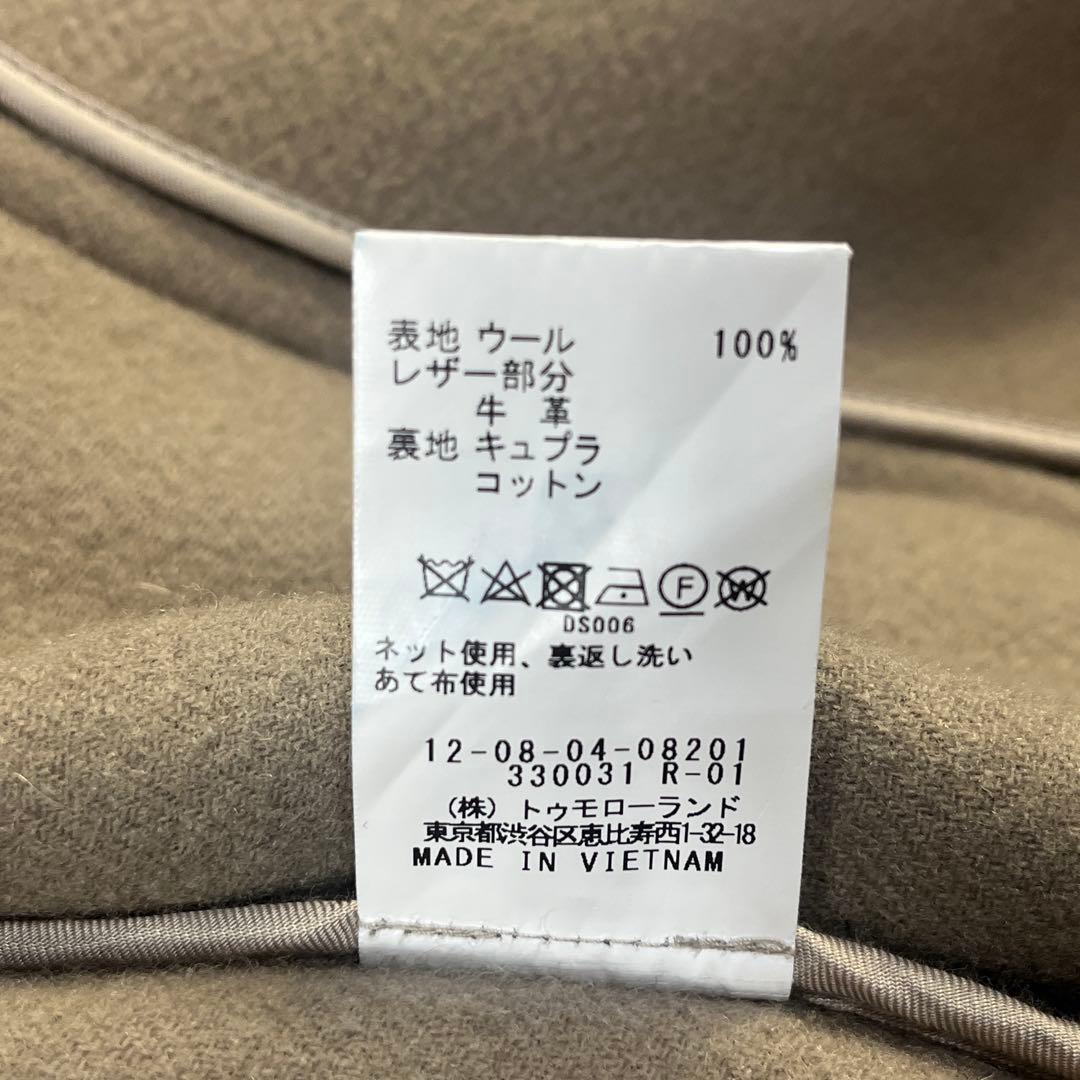 表地 ウール 100%
レザー部分
牛 革
裏地 キュプラ
コットン
F W
DS006
ネット使用、裏返し洗い
あて布使用
12-08-04-08201
330031 R-01
（株）トゥモローランド
東京都渋谷区恵比寿西1-32-18
MADE IN VIETNAM